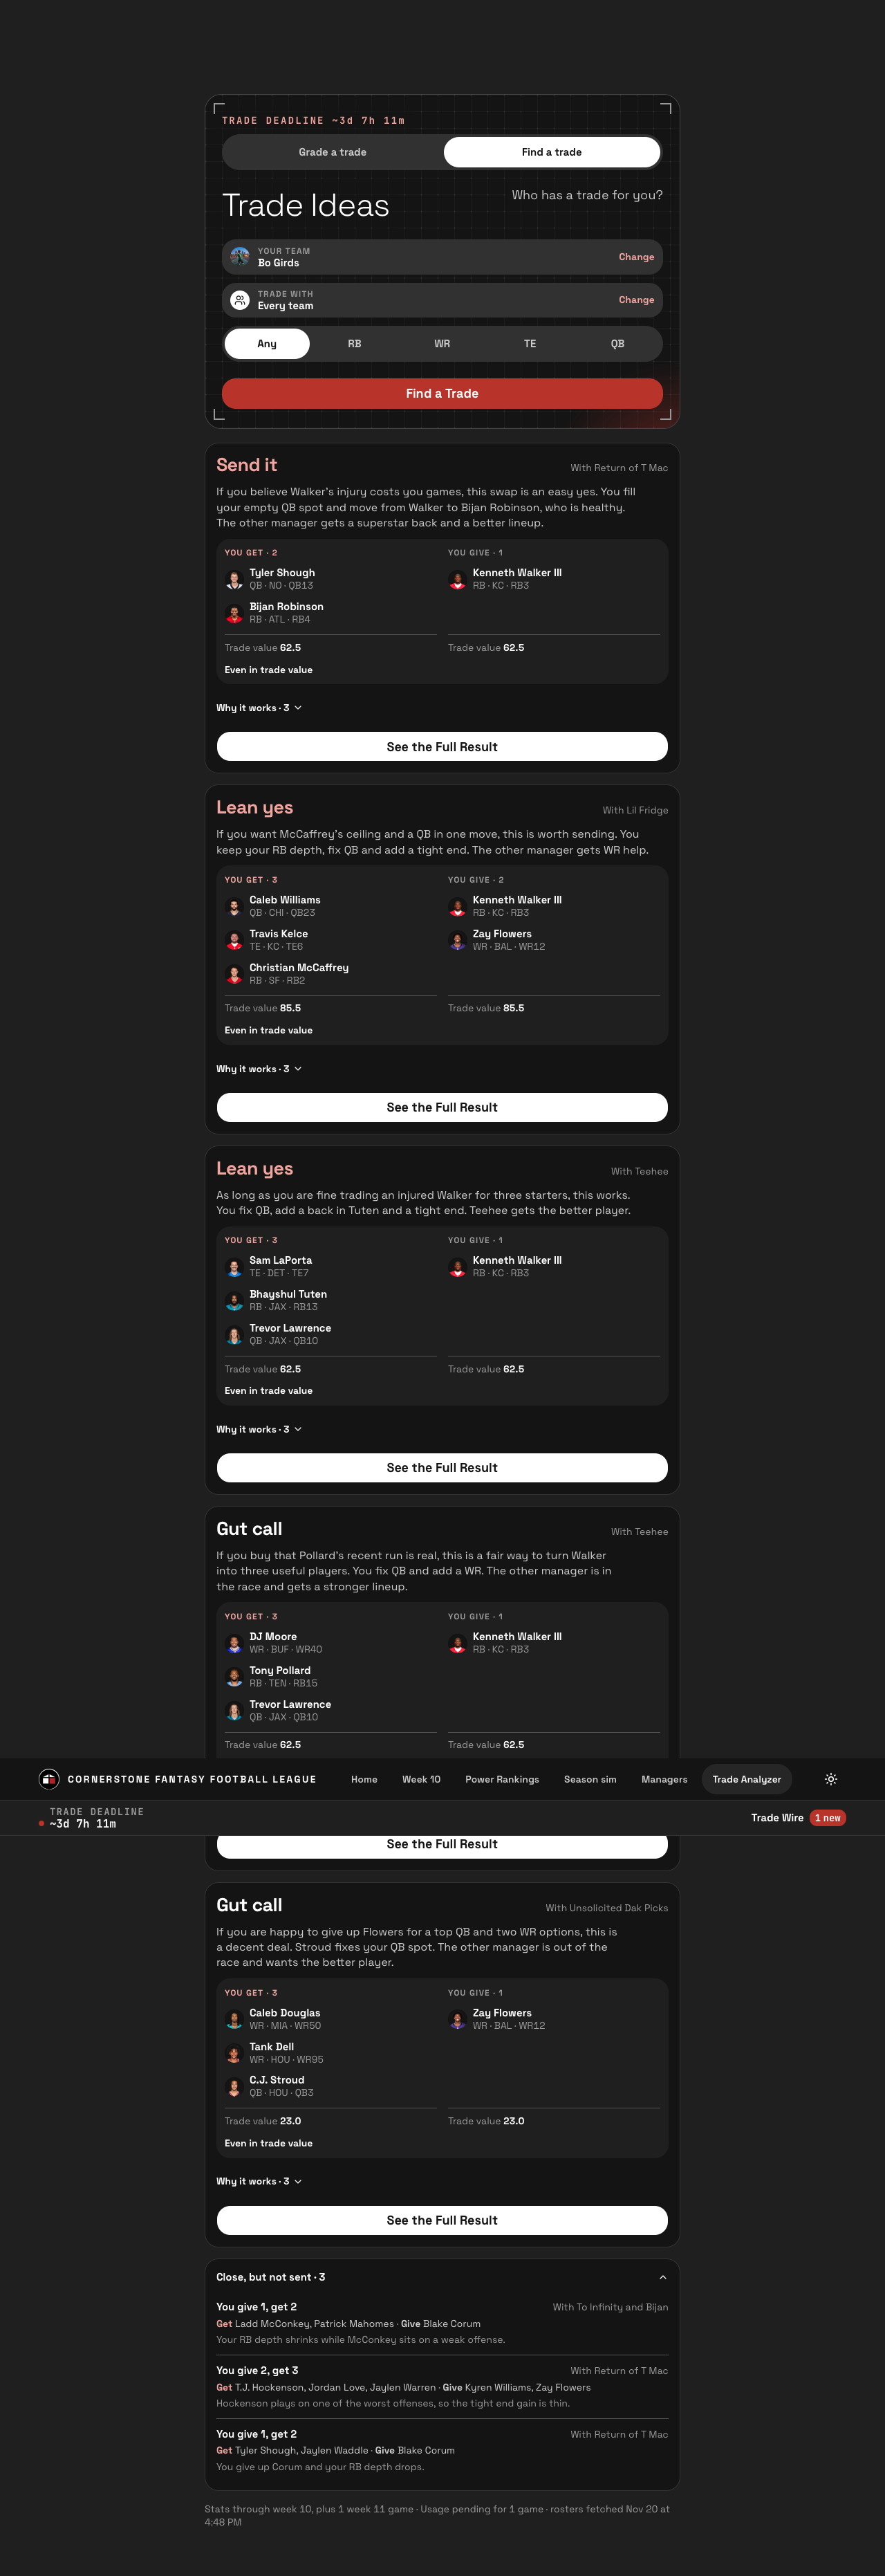 TRADE DEADLINE ~3d 7h 11m
Grade a trade
Find a trade
Trade Ideas
Who has a trade for you?
YOUR TEAM
Bo Girds
Change
TRADE WITH
Every team
Change
Any
RB
WR
TE
QB
Find a Trade
Send it
With Return of T Mac
If you believe Walker's injury costs you games, this swap is an easy yes. You fill
your empty QB spot and move from Walker to Bijan Robinson, who is healthy.
The other manager gets a superstar back and a better lineup.
YOU GET · 2
Tyler Shough
QB · NO · QB13
Bijan Robinson
RB · ATL · RB4
Trade value 62.5
Even in trade value
YOU GIVE · 1
Kenneth Walker III
RB · KC · RB3
Trade value 62.5
Why it works · 3
See the Full Result
Lean yes
With Lil Fridge
If you want McCaffrey's ceiling and a QB in one move, this is worth sending. You
keep your RB depth, fix QB and add a tight end. The other manager gets WR help.
YOU GET · 3
Caleb Williams
QB · CHI · QB23
Travis Kelce
TE · KC · TE6
Christian McCaffrey
RB · SF · RB2
Trade value 85.5
Even in trade value
YOU GIVE · 2
Kenneth Walker III
RB · KC · RB3
Zay Flowers
WR · BAL · WR12
Trade value 85.5
Why it works · 3
See the Full Result
Lean yes
With Teehee
As long as you are fine trading an injured Walker for three starters, this works.
You fix QB, add a back in Tuten and a tight end. Teehee gets the better player.
YOU GET · 3
Sam LaPorta
TE · DET · TE7
Bhayshul Tuten
RB · JAX · RB13
Trevor Lawrence
QB · JAX · QB10
Trade value 62.5
Even in trade value
YOU GIVE · 1
Kenneth Walker III
RB · KC · RB3
Trade value 62.5
Why it works · 3
See the Full Result
Gut call
With Teehee
If you buy that Pollard's recent run is real, this is a fair way to turn Walker
into three useful players. You fix QB and add a WR. The other manager is in
the race and gets a stronger lineup.
YOU GET · 3
DJ Moore
WR · BUF · WR40
Tony Pollard
RB · TEN · RB15
Trevor Lawrence
QB · JAX · QB10
Trade value 62.5
YOU GIVE · 1
Kenneth Walker III
RB · KC · RB3
Trade value 62.5
CORNERSTONE FANTASY FOOTBALL LEAGUE
Home
Week 10
Power Rankings
Season sim
Managers
Trade Analyzer
TRADE DEADLINE
~3d 7h 11m
Trade Wire
1 new
See the Full Result
Gut call
With Unsolicited Dak Picks
If you are happy to give up Flowers for a top QB and two WR options, this is
a decent deal. Stroud fixes your QB spot. The other manager is out of the
race and wants the better player.
YOU GET · 3
Caleb Douglas
WR · MIA · WR50
Tank Dell
WR · HOU · WR95
C.J. Stroud
QB · HOU · QB3
Trade value 23.0
Even in trade value
YOU GIVE · 1
Zay Flowers
WR · BAL · WR12
Trade value 23.0
Why it works · 3
See the Full Result
Close, but not sent · 3
You give 1, get 2
With To Infinity and Bijan
Get Ladd McConkey, Patrick Mahomes · Give Blake Corum
Your RB depth shrinks while McConkey sits on a weak offense.
You give 2, get 3
With Return of T Mac
Get T.J. Hockenson, Jordan Love, Jaylen Warren · Give Kyren Williams, Zay Flowers
Hockenson plays on one of the worst offenses, so the tight end gain is thin.
You give 1, get 2
With Return of T Mac
Get Tyler Shough, Jaylen Waddle · Give Blake Corum
You give up Corum and your RB depth drops.
Stats through week 10, plus 1 week 11 game · Usage pending for 1 game · rosters fetched Nov 20 at
4:48 PM